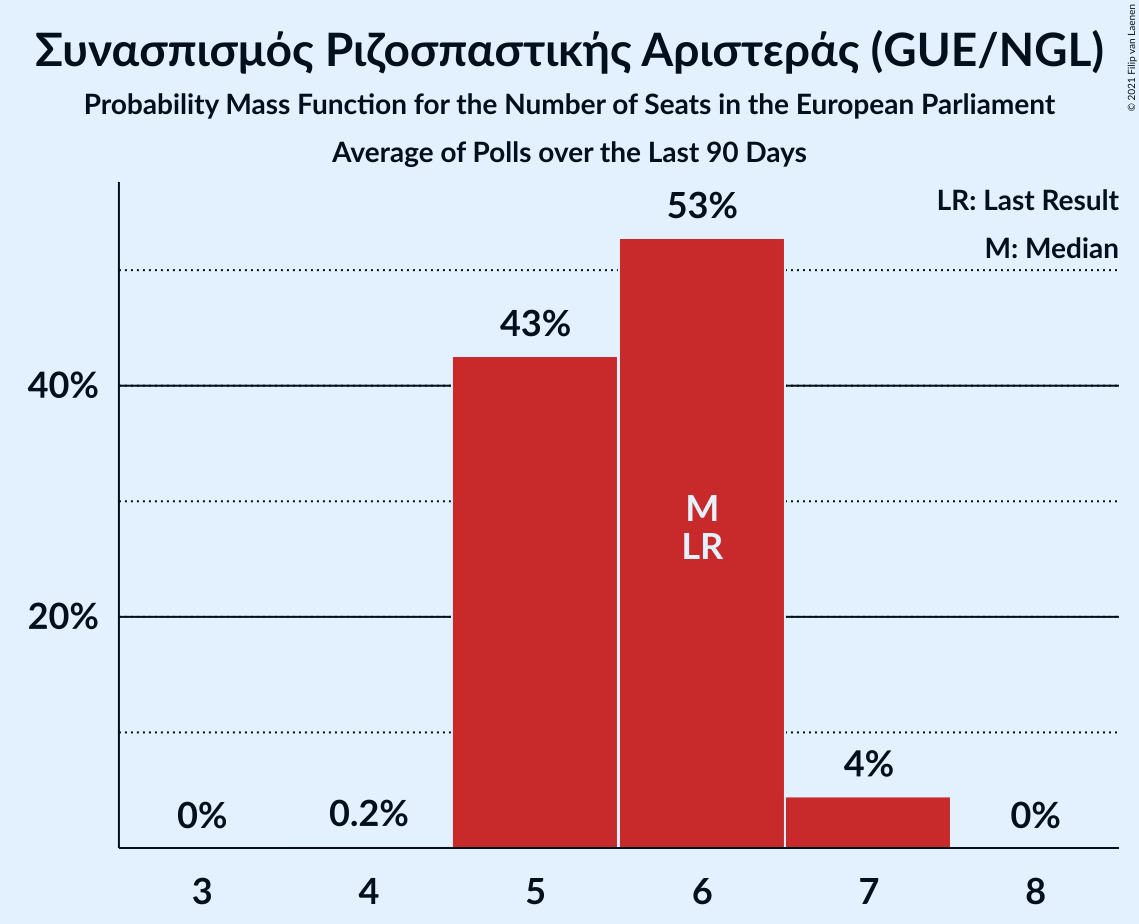 Συνασπισμός Ριζοσπαστικής Αριστεράς (GUE/NGL)
Probability Mass Function for the Number of Seats in the European Parliament
Average of Polls over the Last 90 Days
© 2021 Filip van Laenen
LR: Last Result
M: Median
53%
43%
40%
M
LR
20%
4%
0%
0.2%
0%
3 4 5 6 7 8